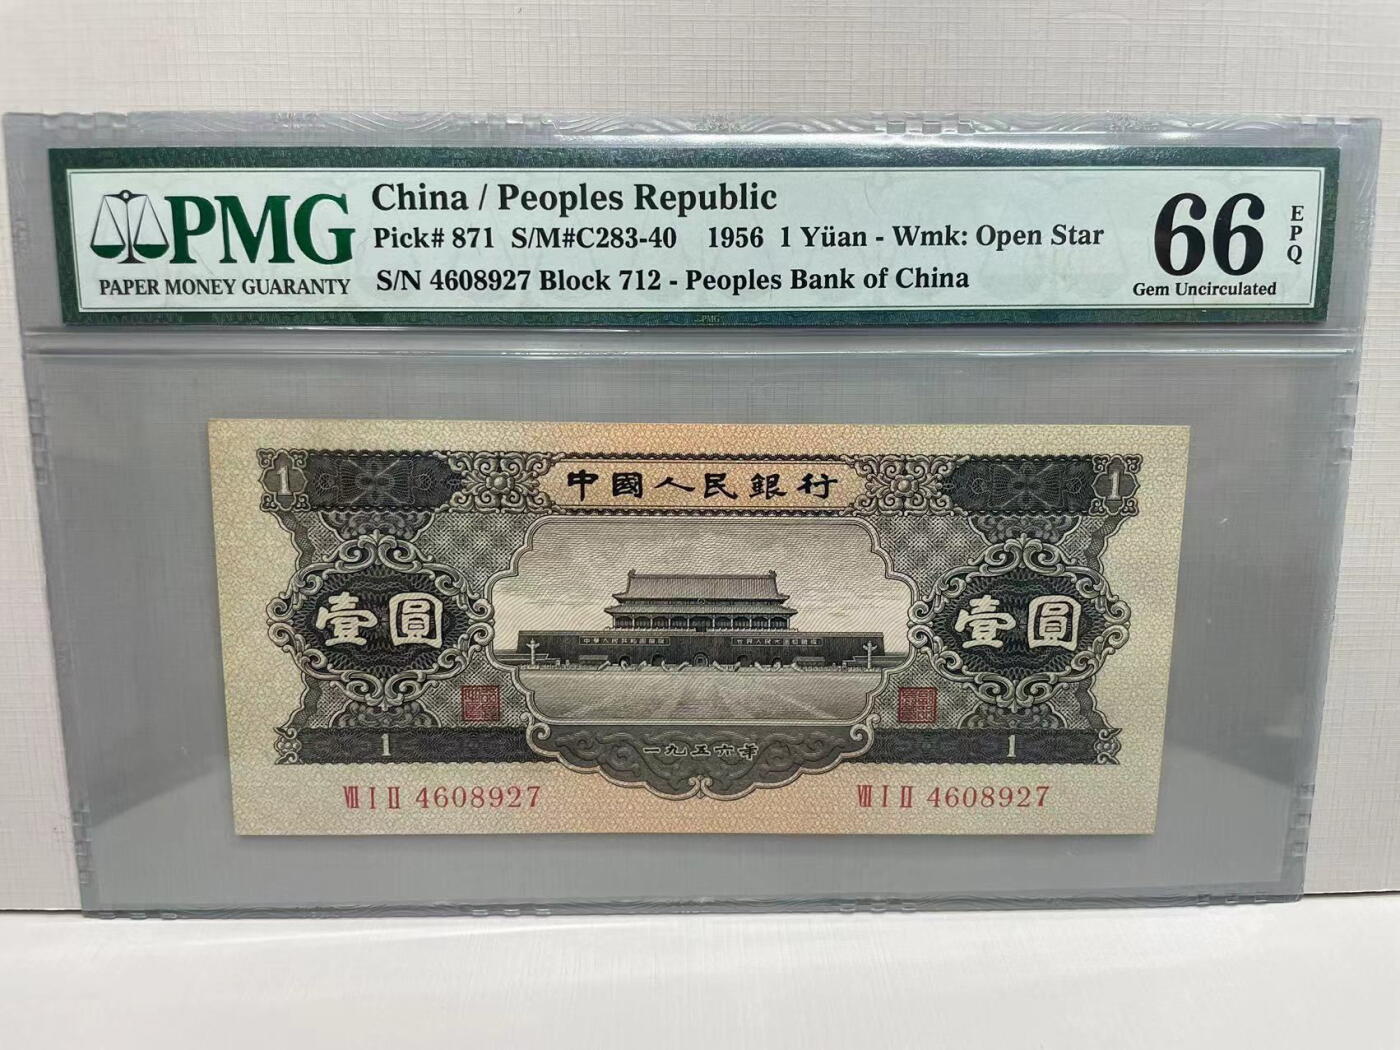 PMG
PAPER MONEY GUARANTY
China / Peoples Republic
Pick# 871 S/M#C283-40 1956 1 Yüan - Wmk: Open Star
S/N 4608927 Block 712 - Peoples Bank of China
66
EPQ
Gem Uncirculated
PMG
1 中國人民銀行 1
壹圓 壹圓
1 一九五六年 1
Ⅶ Ⅰ Ⅱ 4608927 Ⅶ Ⅰ Ⅱ 4608927